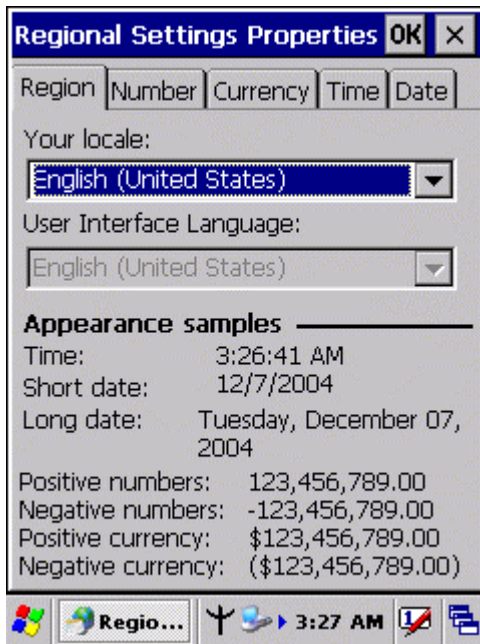 Regional Settings Properties OK ×
Region Number Currency Time Date
Your locale:
English (United States)
User Interface Language:
English (United States)
Appearance samples
Time: 3:26:41 AM
Short date: 12/7/2004
Long date: Tuesday, December 07,
2004
Positive numbers: 123,456,789.00
Negative numbers: -123,456,789.00
Positive currency: $123,456,789.00
Negative currency: ($123,456,789.00)
Regio... 3:27 AM